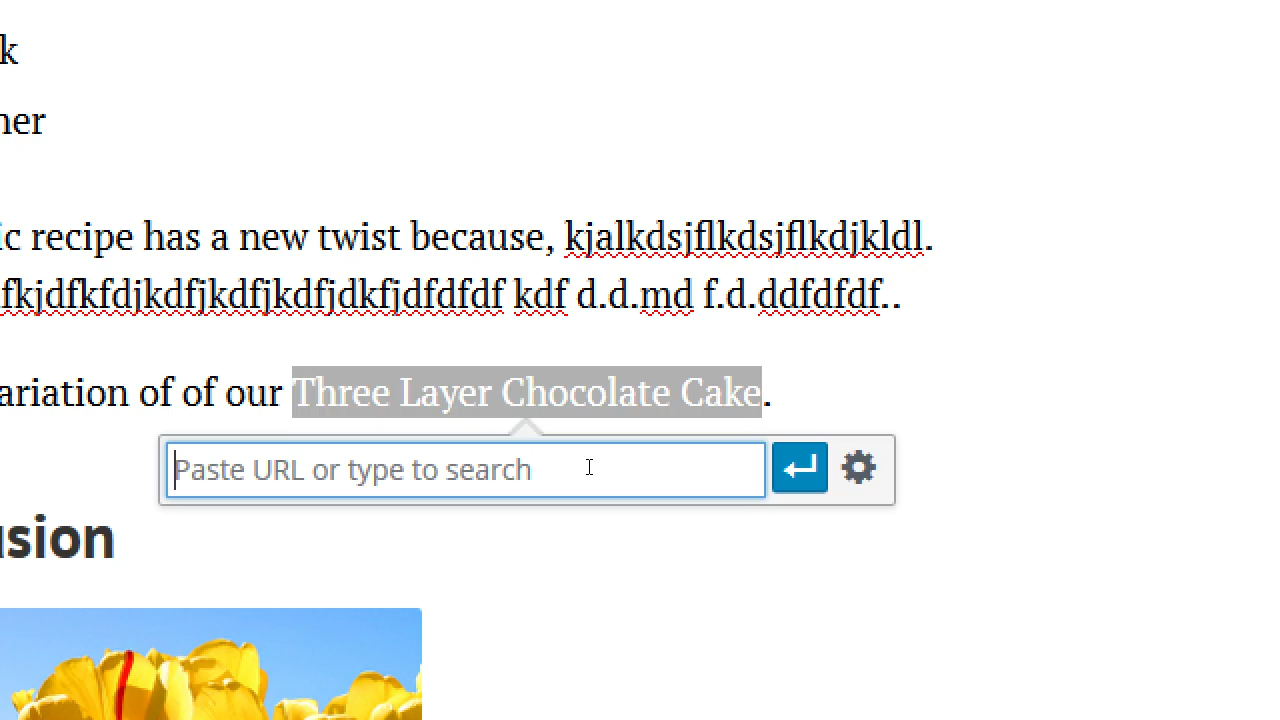 k
ner
ic recipe has a new twist because, kjalkdsjflkdsjflkdjkldl.
fkjdfkfdjkdfjkdfjkdfjdkfjdfdfdf kdf d.d.md f.d.ddfdfdf..
ariation of of our Three Layer Chocolate Cake.
Paste URL or type to search
usion